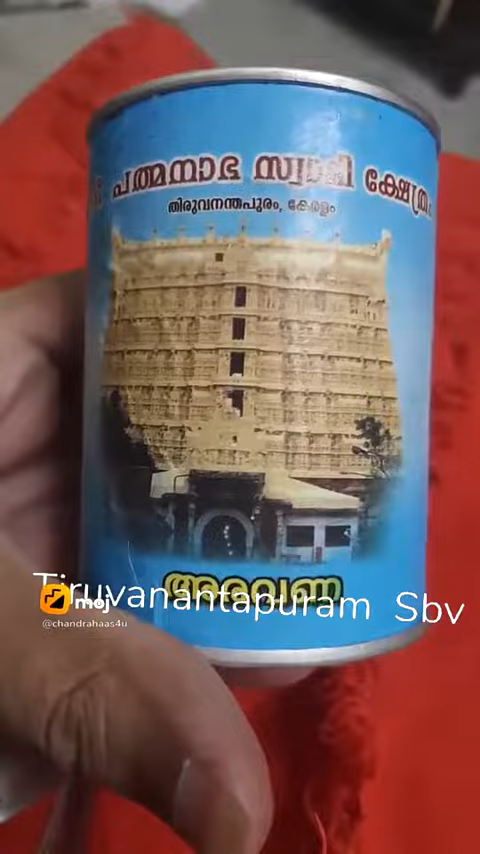 പത്മനാഭ സ്വാമി ക്ഷേത്രം
തിരുവനന്തപുരം, കേരളം
അരവണ
Tiruvanantapuram Sbv
moj
@chandrahaas4u